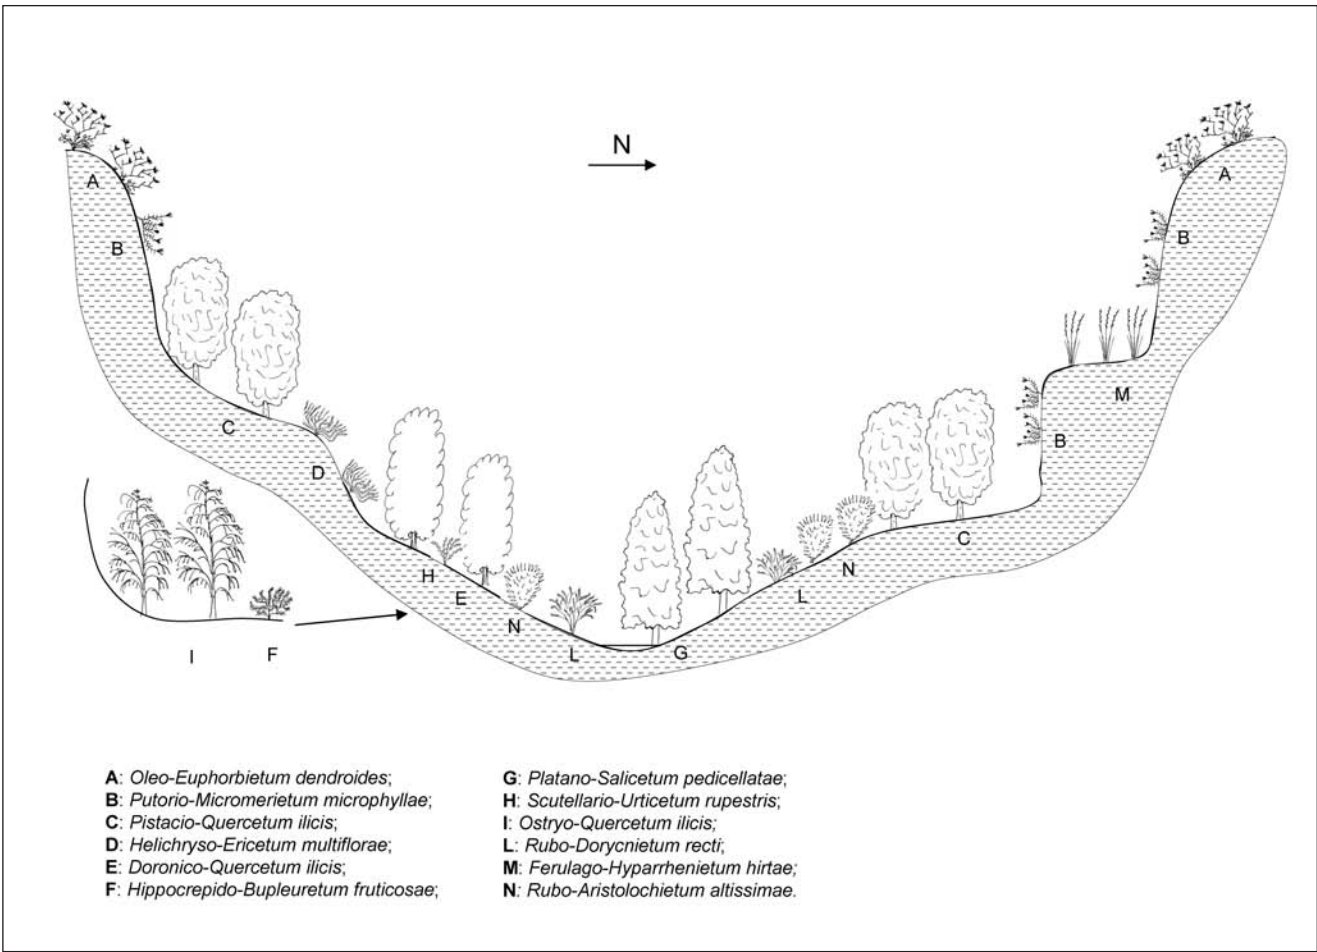 N
A
A
B
B
M
C
B
D
C
H
N
E
L
N
I
F
L
G
A: Oleo-Euphorbietum dendroides;
B: Putorio-Micromerietum microphyllae;
C: Pistacio-Quercetum ilicis;
D: Helichryso-Ericetum multiflorae;
E: Doronico-Quercetum ilicis;
F: Hippocrepido-Bupleuretum fruticosae;
G: Platano-Salicetum pedicellatae;
H: Scutellario-Urticetum rupestris;
I: Ostryo-Quercetum ilicis;
L: Rubo-Dorycnietum recti;
M: Ferulago-Hyparrhenietum hirtae;
N: Rubo-Aristolochietum altissimae.